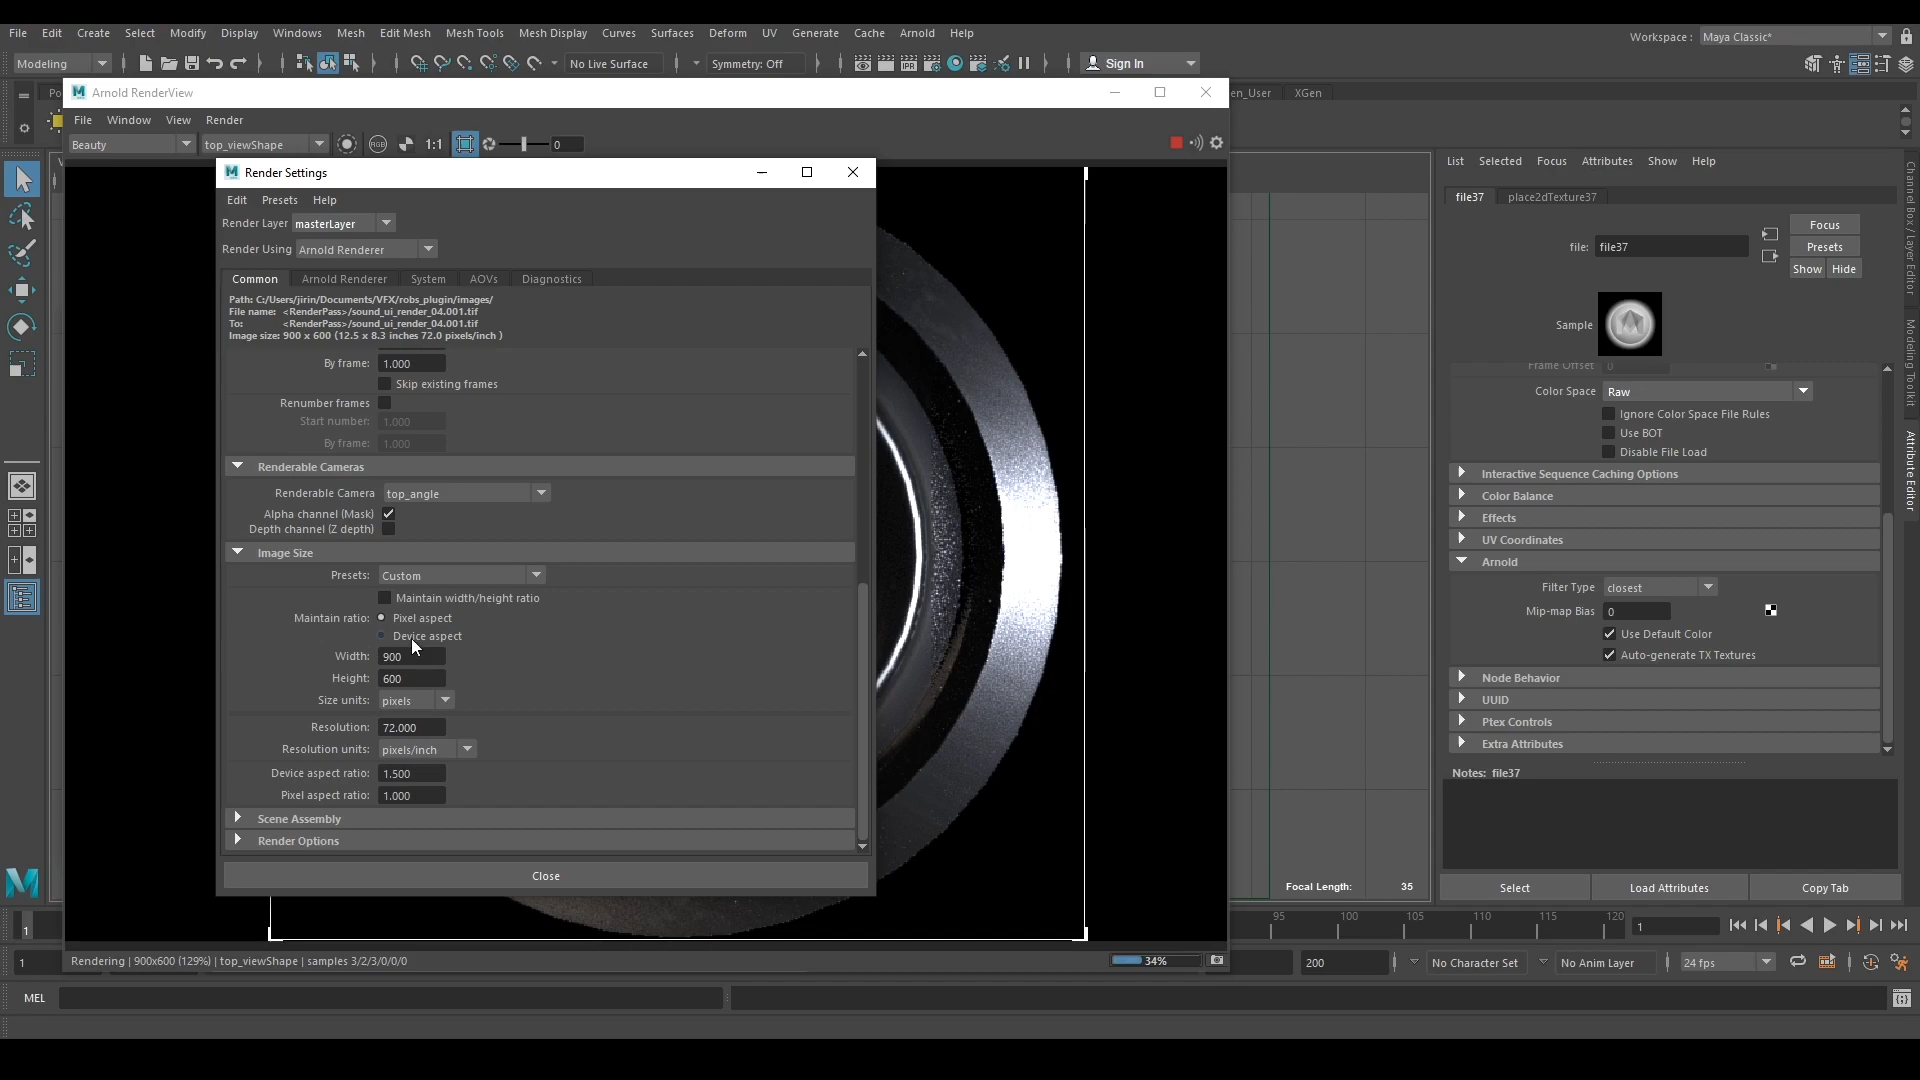 File Edit Create Select Modify Display Windows Mesh Edit Mesh Mesh Tools Mesh Display Curves Surfaces Deform UV Generate Cache Arnold Help
Workspace : Maya Classic*
Modeling
No Live Surface
Symmetry: Off
Sign In
Arnold RenderView
en_User
XGen
File Window View Render
Beauty
top_viewShape
RGB
1:1
0
Render Settings
Edit Presets Help
Render Layer masterLayer
Render Using Arnold Renderer
Common Arnold Renderer System AOVs Diagnostics
Path: C:/Users/jirin/Documents/VFX/robs_plugin/images/
File name: <RenderPass>/sound_ui_render_04.001.tif
To: <RenderPass>/sound_ui_render_04.001.tif
Image size: 900 x 600 (12.5 x 8.3 inches 72.0 pixels/inch )
By frame: 1.000
Skip existing frames
Renumber frames
Start number: 1.000
By frame: 1.000
Renderable Cameras
Renderable Camera top_angle
Alpha channel (Mask)
Depth channel (Z depth)
Image Size
Presets: Custom
Maintain width/height ratio
Maintain ratio: Pixel aspect
Device aspect
Width: 900
Height: 600
Size units: pixels
Resolution: 72.000
Resolution units: pixels/inch
Device aspect ratio: 1.500
Pixel aspect ratio: 1.000
Scene Assembly
Render Options
Close
Rendering | 900x600 (129%) | top_viewShape | samples 3/2/3/0/0/0
34%
Focal Length: 35
List Selected Focus Attributes Show Help
file37 place2dTexture37
Focus
file: file37
Presets
Show Hide
Sample
Frame Offset 0
Color Space Raw
Ignore Color Space File Rules
Use BOT
Disable File Load
Interactive Sequence Caching Options
Color Balance
Effects
UV Coordinates
Arnold
Filter Type closest
Mip-map Bias 0
Use Default Color
Auto-generate TX Textures
Node Behavior
UUID
Ptex Controls
Extra Attributes
Notes: file37
Select Load Attributes Copy Tab
Channel Box / Layer Editor
Modeling Toolkit
Attribute Editor
1
95 100 105 110 115 120
1
1
200
No Character Set
No Anim Layer
24 fps
MEL